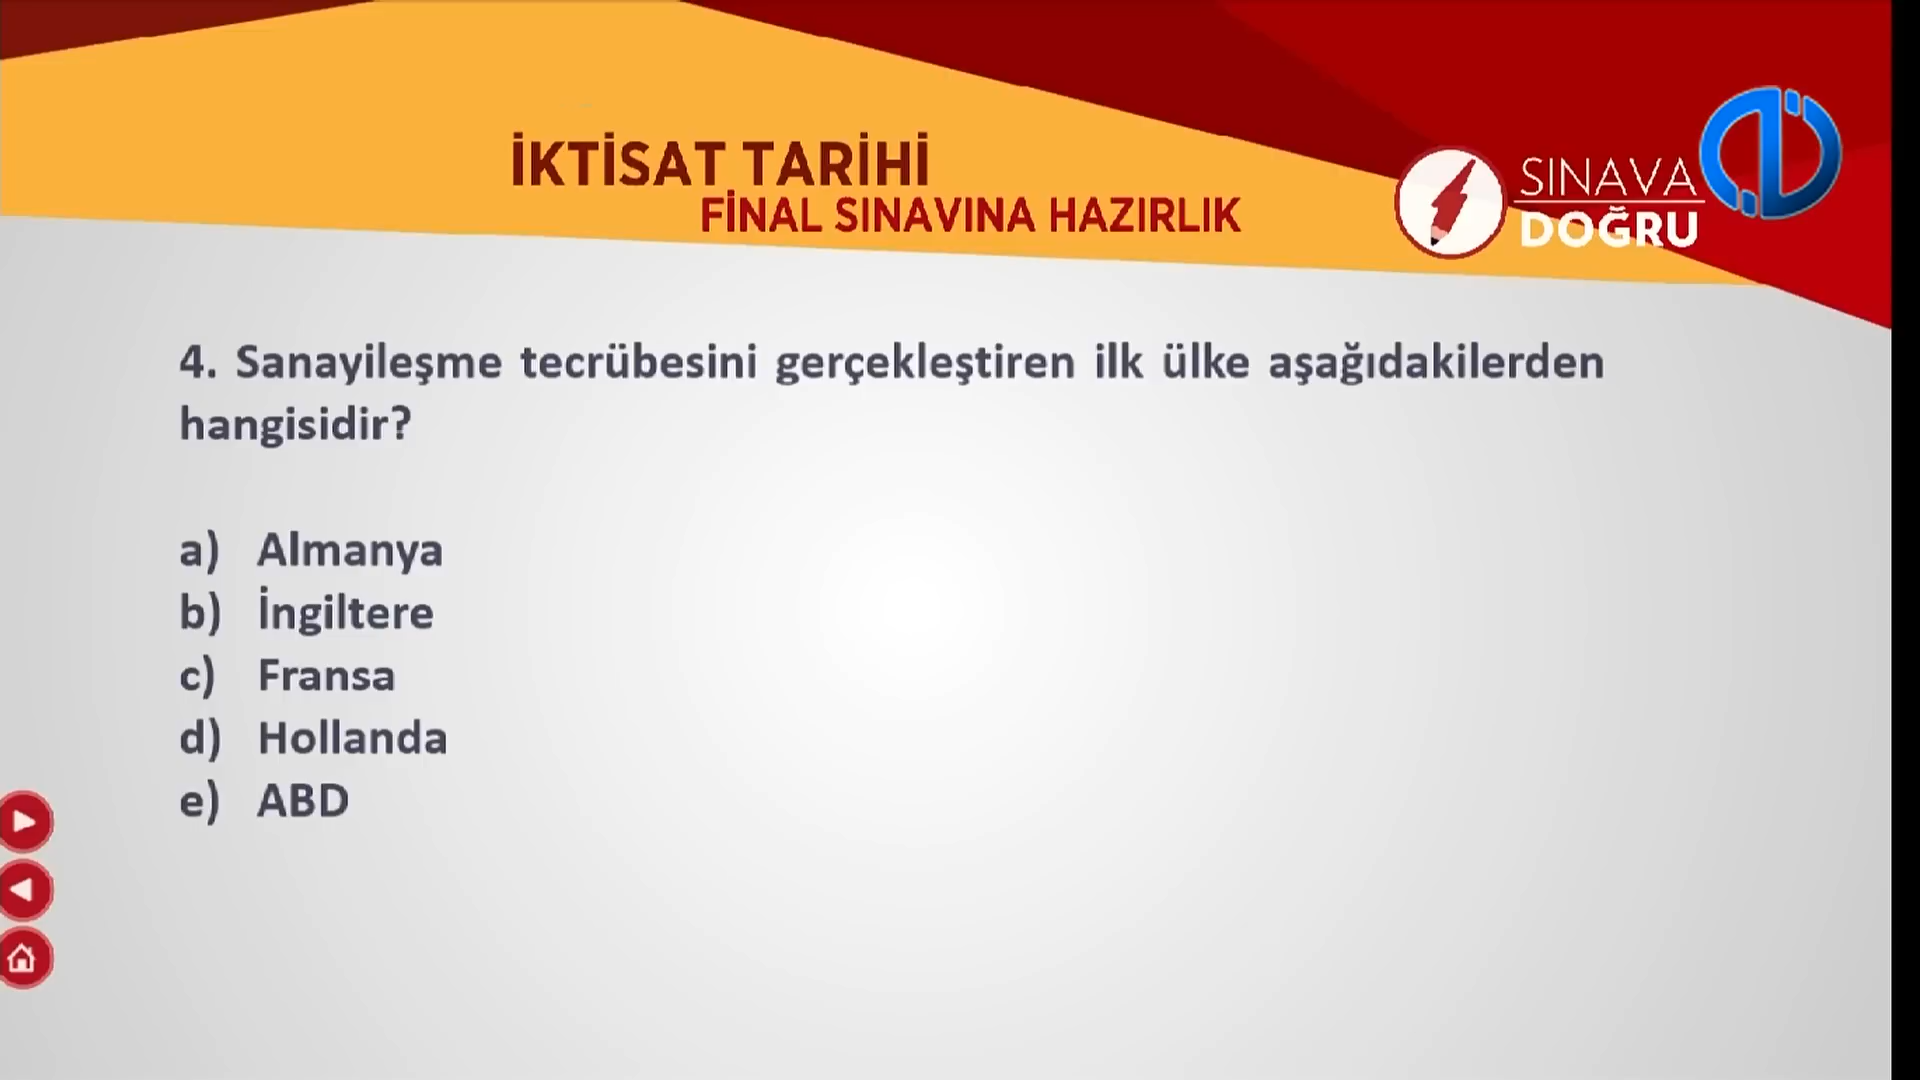 İKTİSAT TARİHİ
FİNAL SINAVINA HAZIRLIK
SINAVA
DOĞRU
4. Sanayileşme tecrübesini gerçekleştiren ilk ülke aşağıdakilerden
hangisidir?
a) Almanya
b) İngiltere
c) Fransa
d) Hollanda
e) ABD